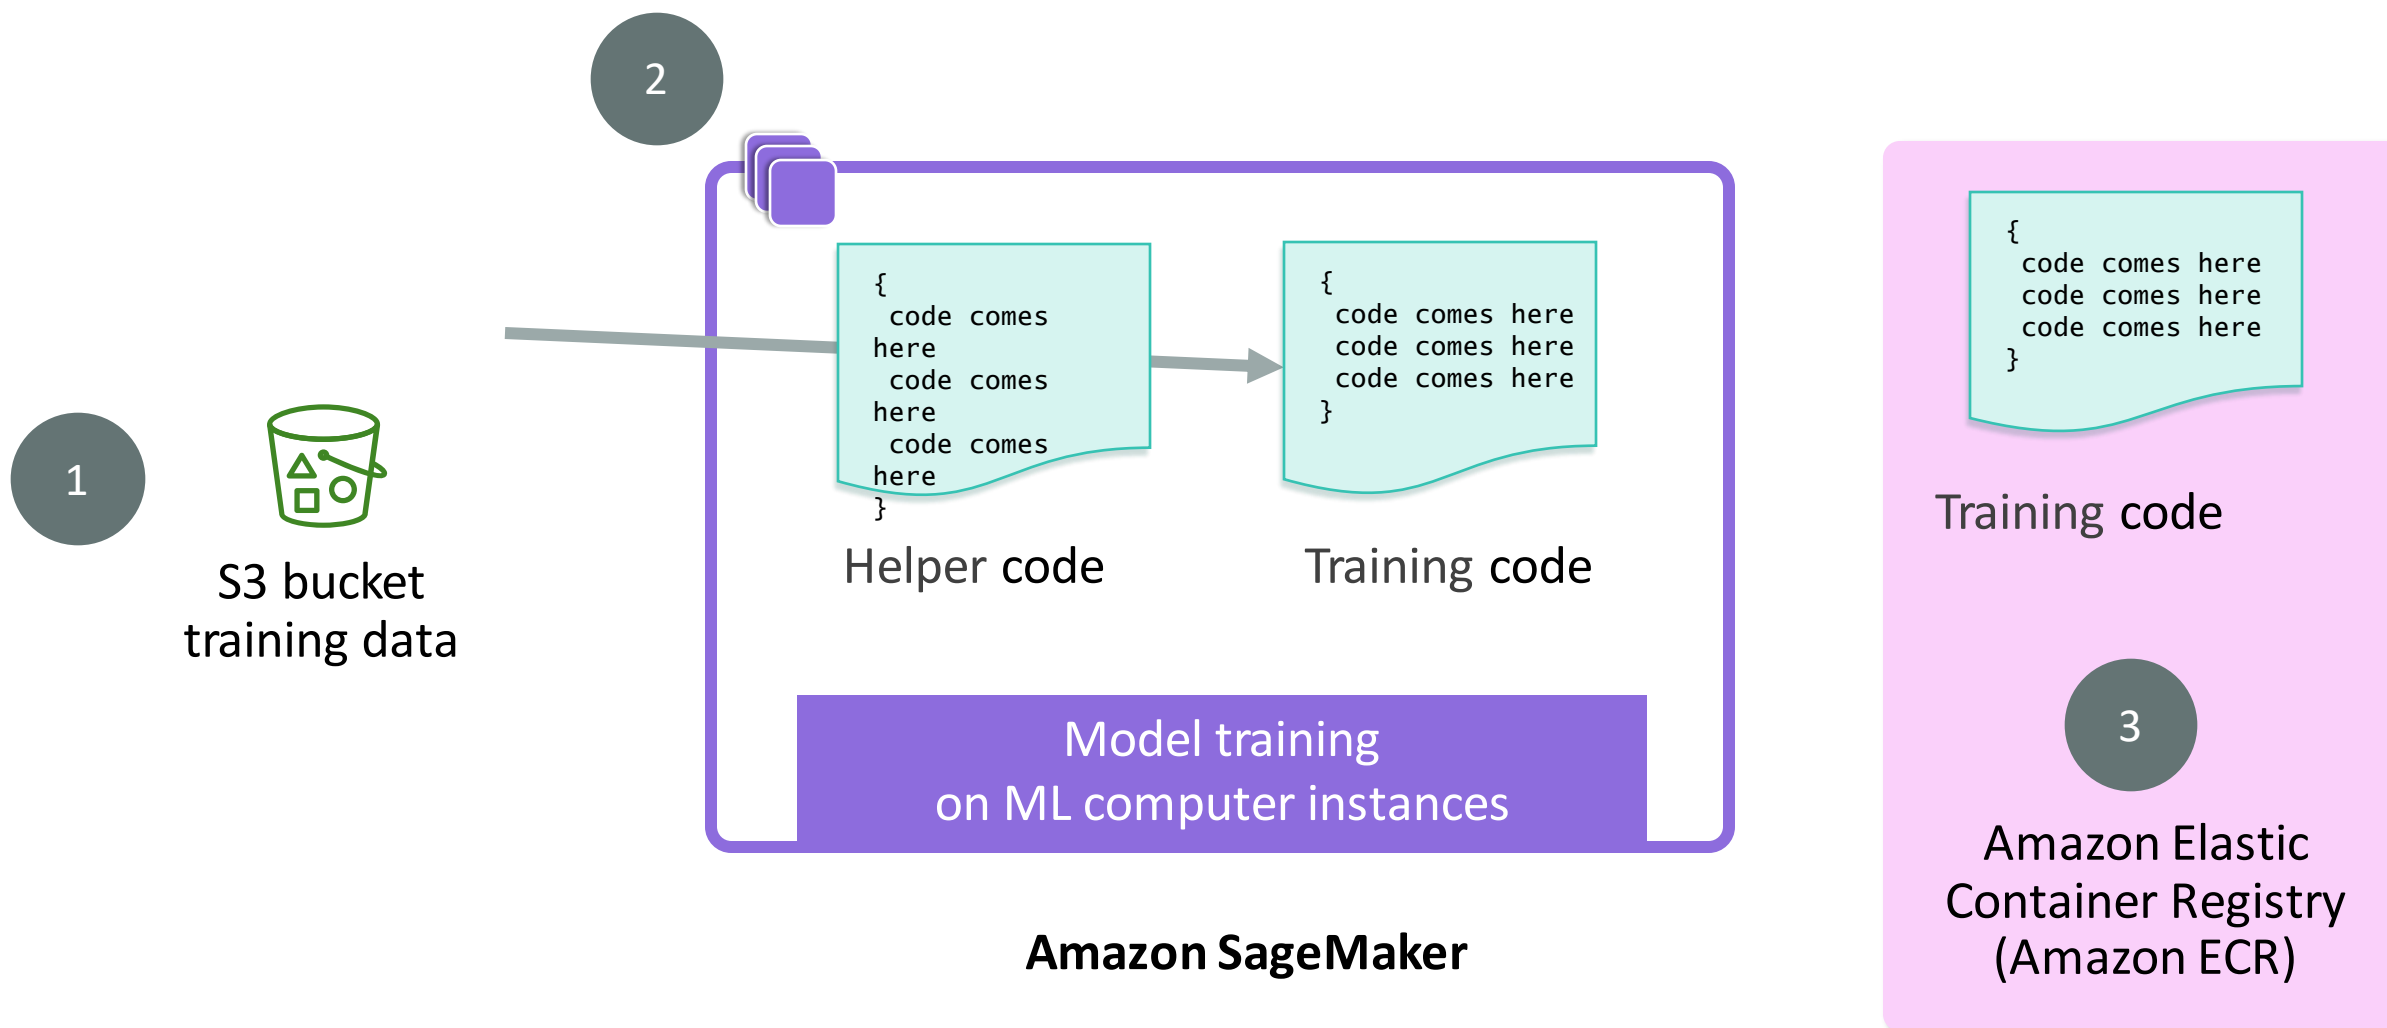 2
1
S3 bucket
training data
{
code comes
here
code comes
here
code comes
here
}
Helper code
{
code comes here
code comes here
code comes here
}
Training code
Model training
on ML computer instances
Amazon SageMaker
{
code comes here
code comes here
code comes here
}
Training code
3
Amazon Elastic
Container Registry
(Amazon ECR)